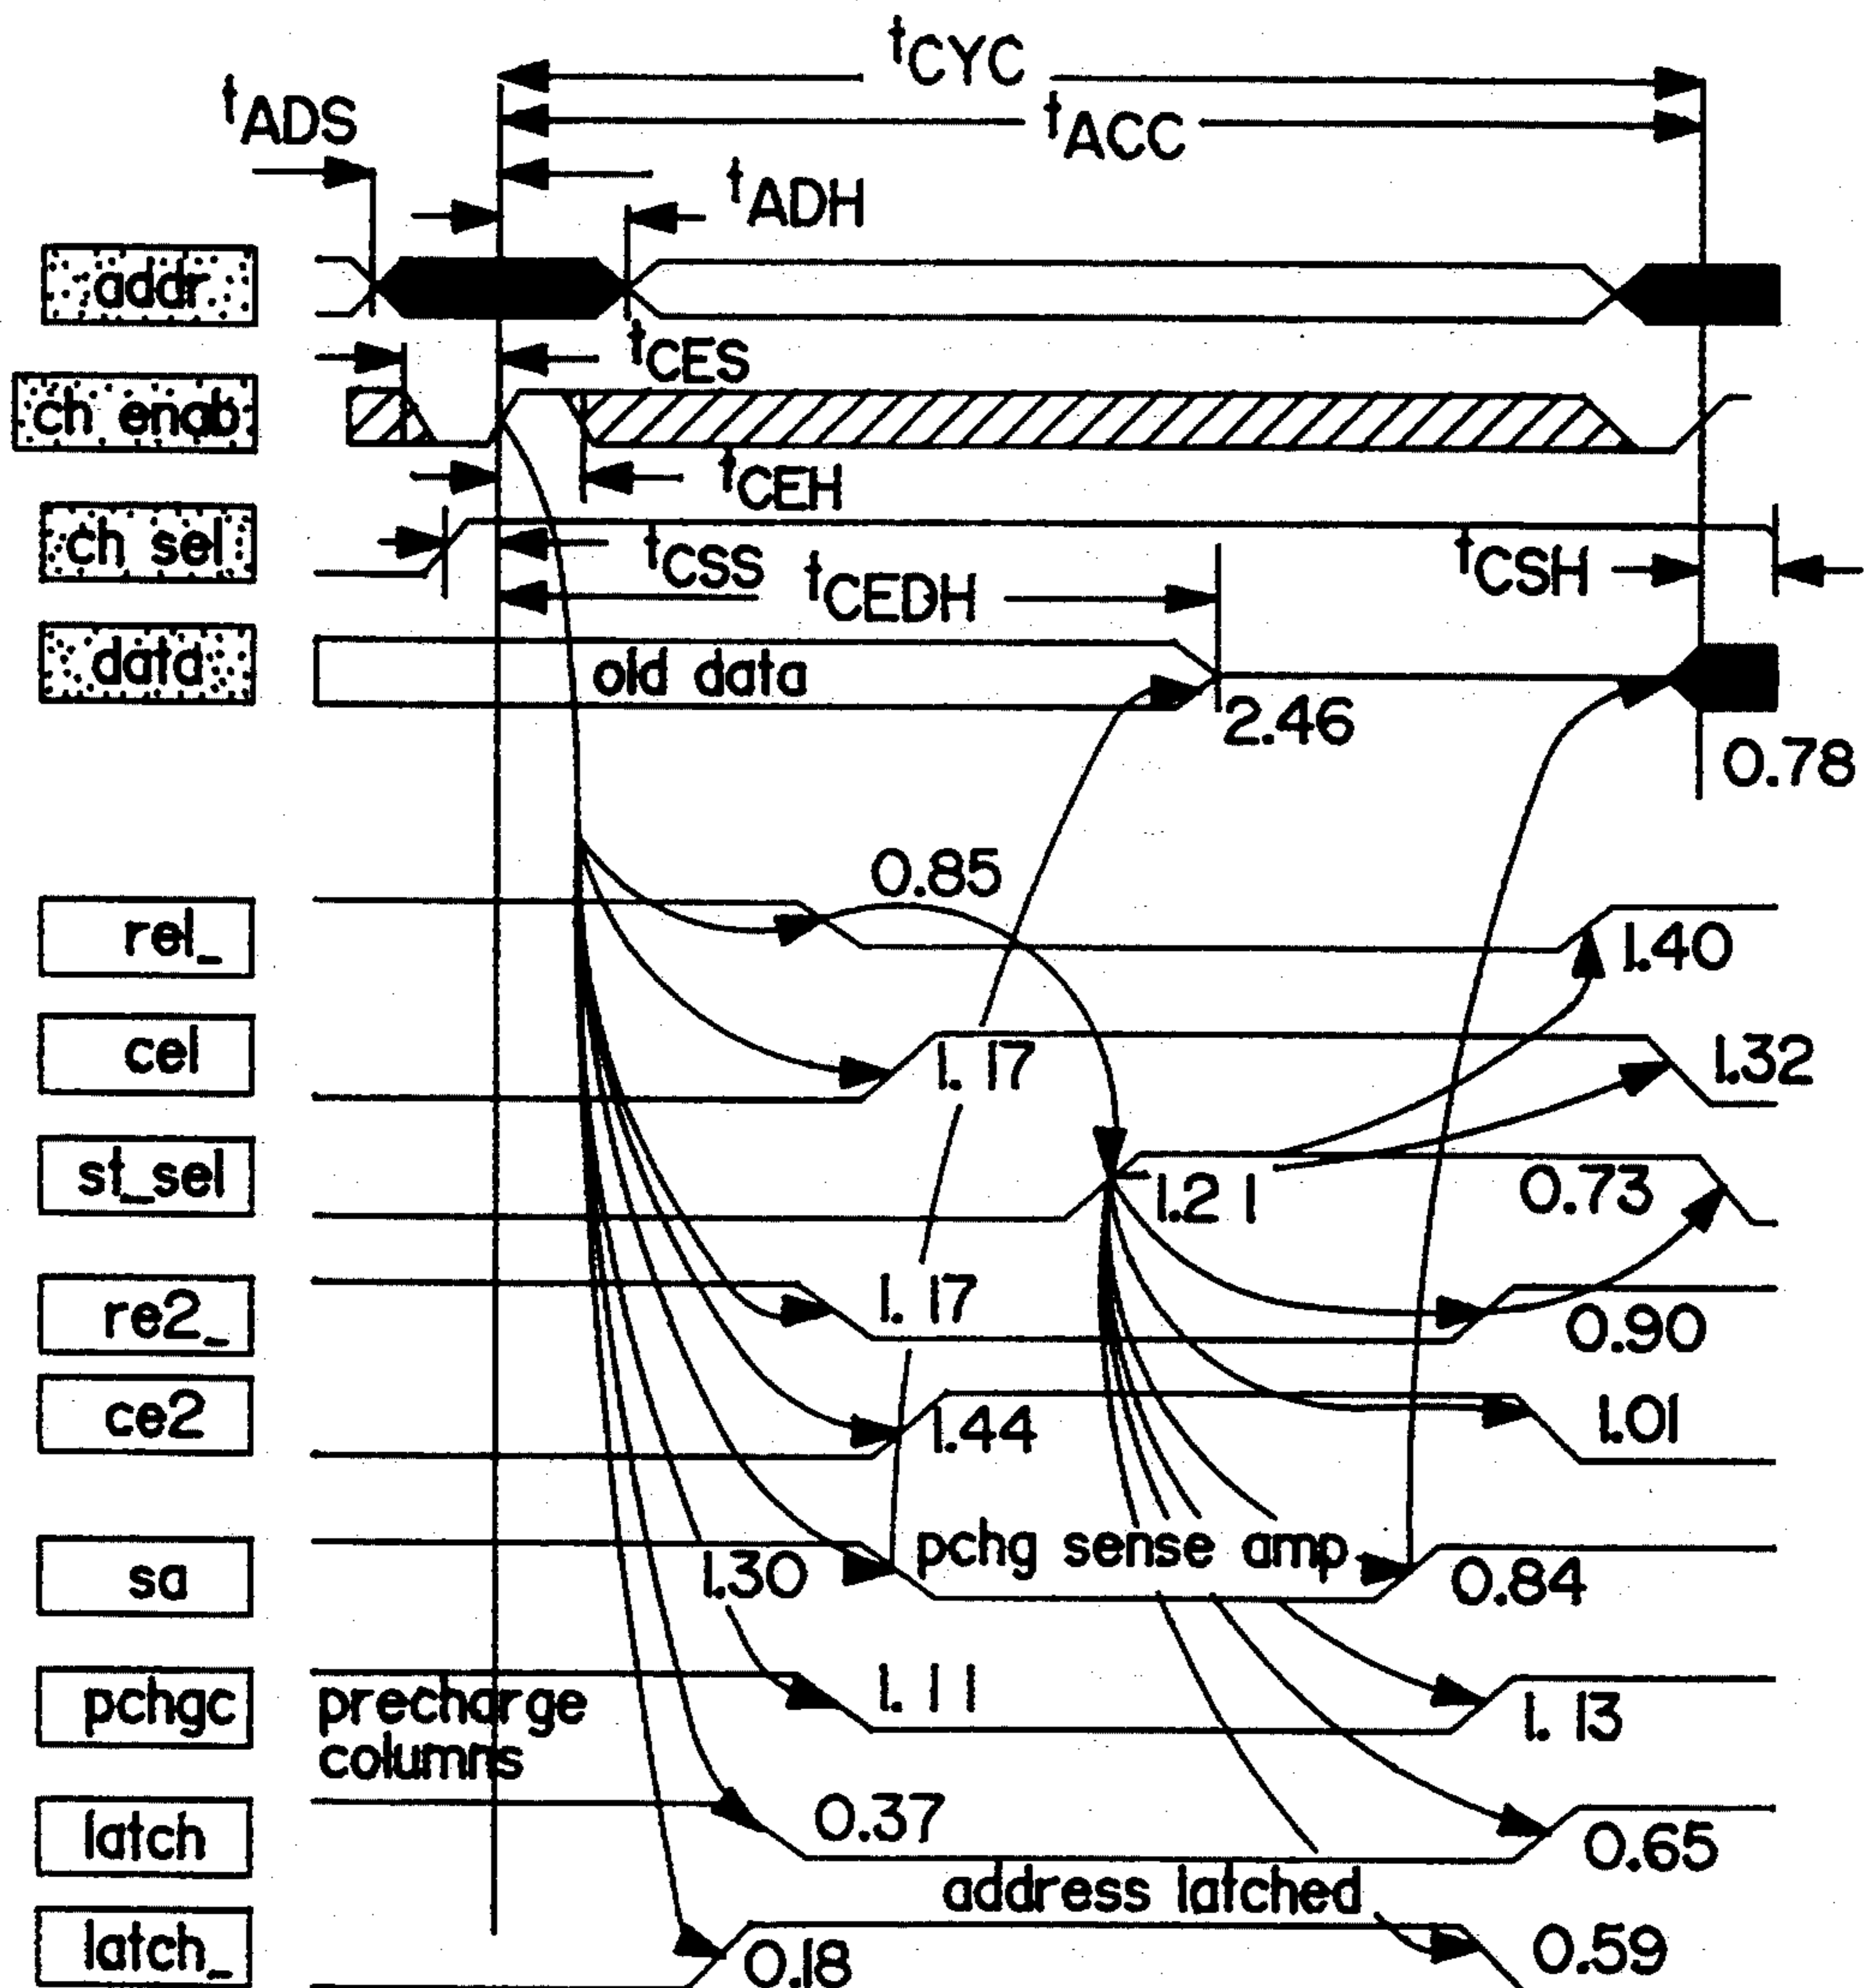 tCYC
tADS
tACC
tADH
addr
tCES
ch enab
tCEH
ch sel
tCSS
tCSH
tCEDH
data
old data
2.46
0.78
0.85
rel_
1.40
cel
1.17
1.32
st_sel
1.21
0.73
re2_
1.17
0.90
ce2
1.44
1.01
sa
1.30
pchg sense amp
0.84
pchgc
precharge
columns
1.11
1.13
latch
0.37
0.65
address latched
latch_
0.18
0.59